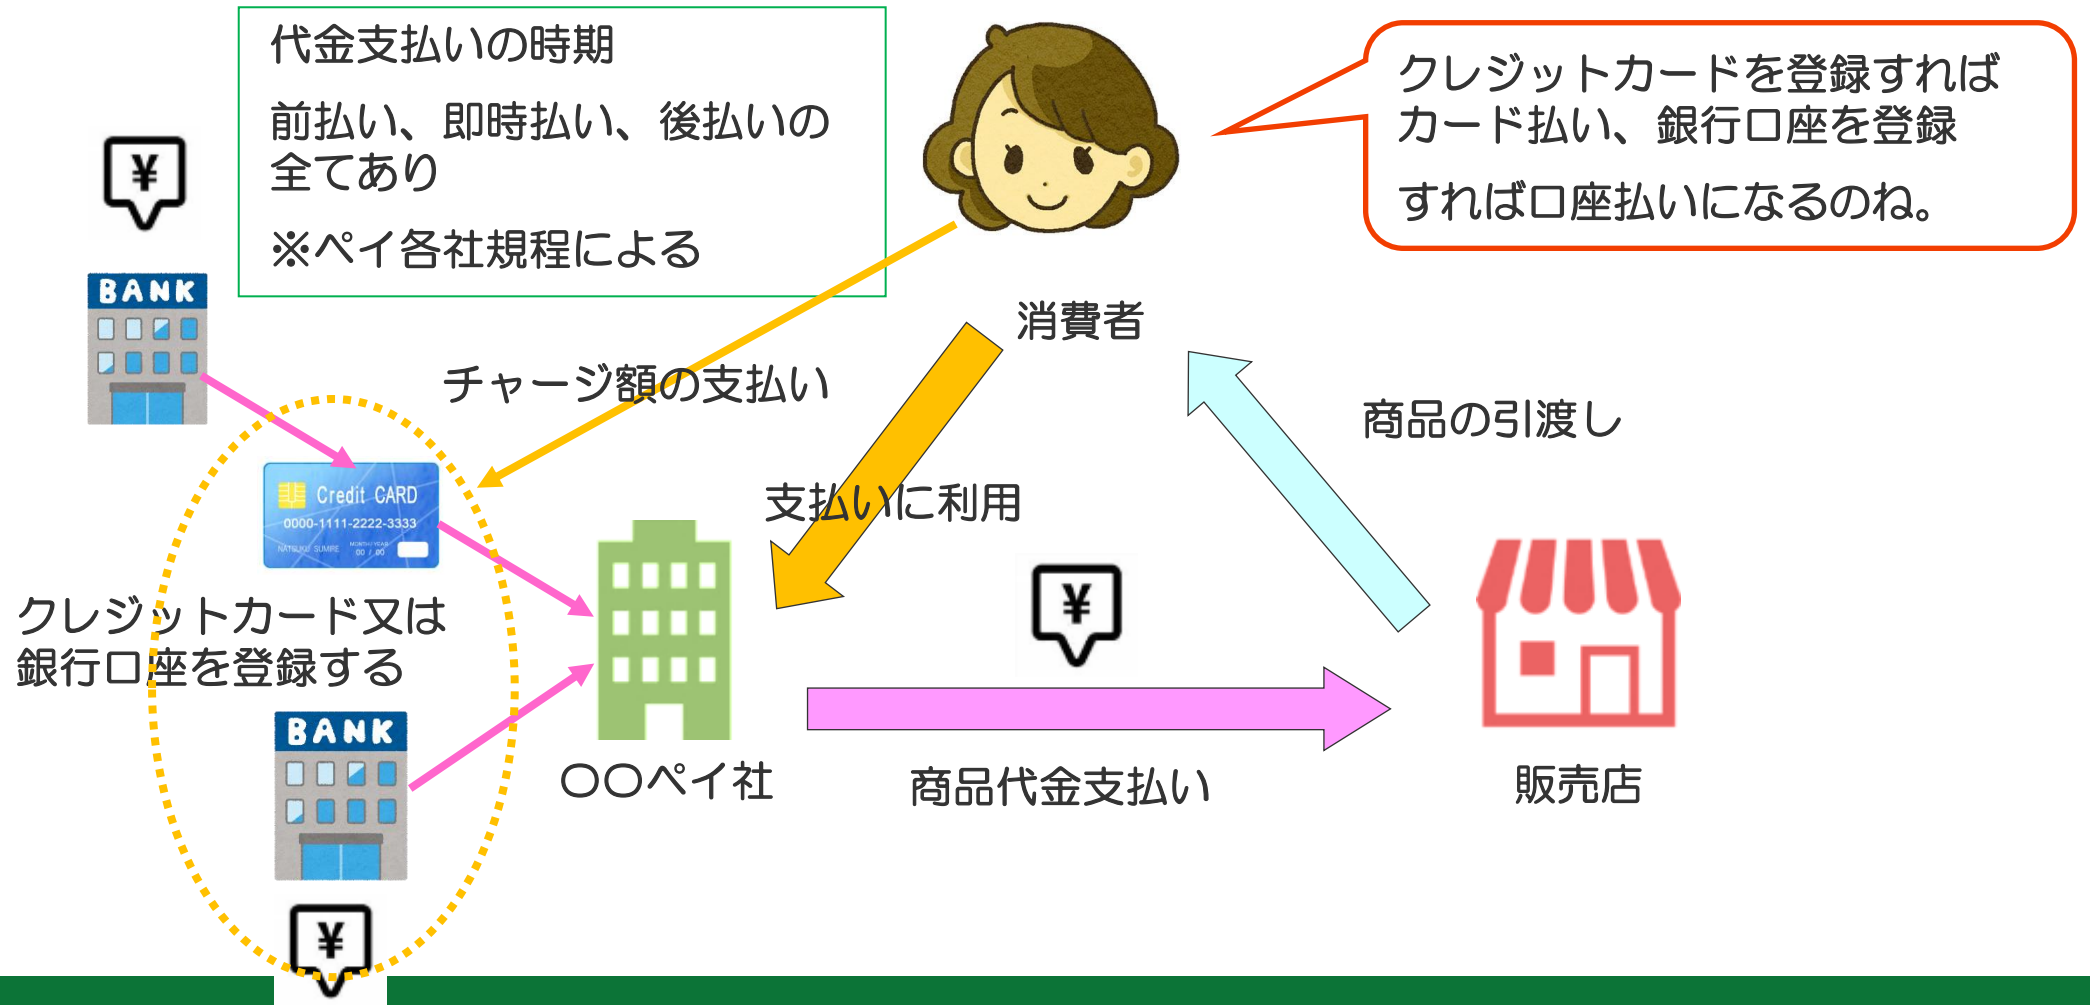 代金支払いの時期
前払い、即時払い、後払いの
全てあり
※ペイ各社規程による
クレジットカードを登録すれば
カード払い、銀行口座を登録
すれば口座払いになるのね。
¥
BANK
消費者
チャージ額の支払い
商品の引渡し
Credit CARD
0000-1111-2222-3333
NATSUKO SUMIRE
MONTH/YEAR
00 / 00
支払いに利用
¥
クレジットカード又は
銀行口座を登録する
BANK
〇〇ペイ社
商品代金支払い
販売店
¥